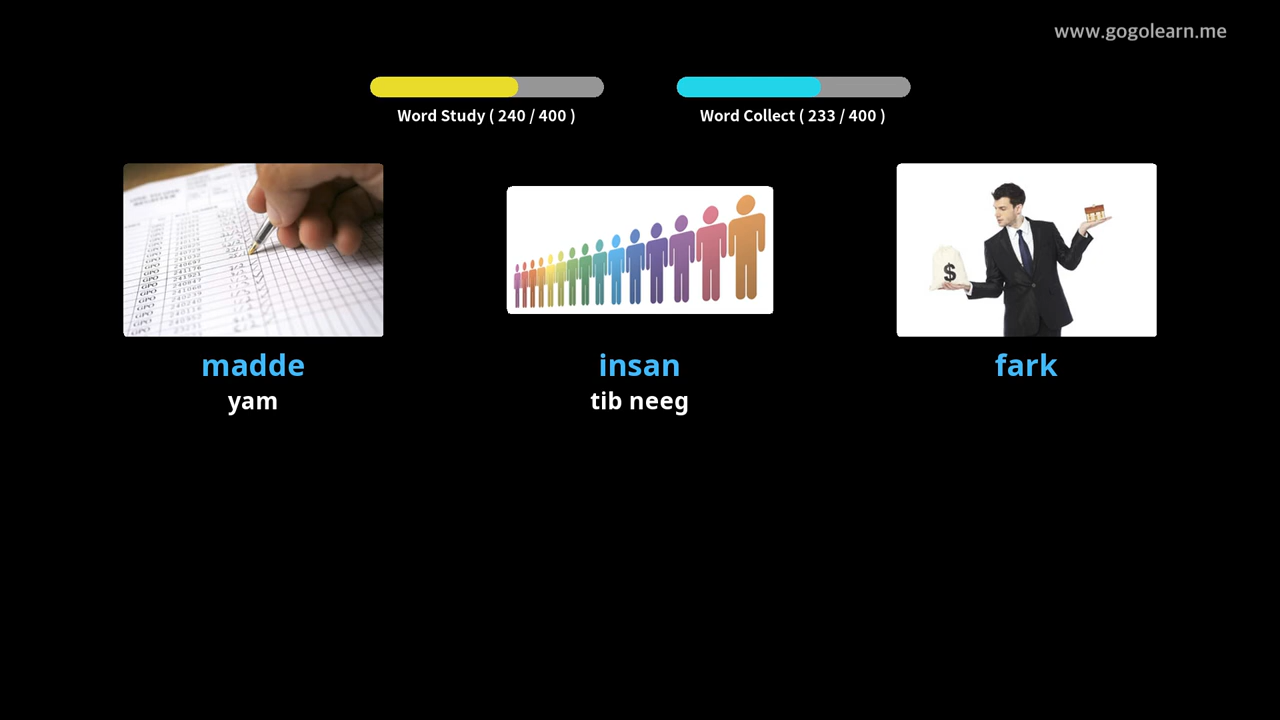 www.gogolearn.me
Word Study ( 240 / 400 )
Word Collect ( 233 / 400 )
$
madde
insan
fark
yam
tib neeg